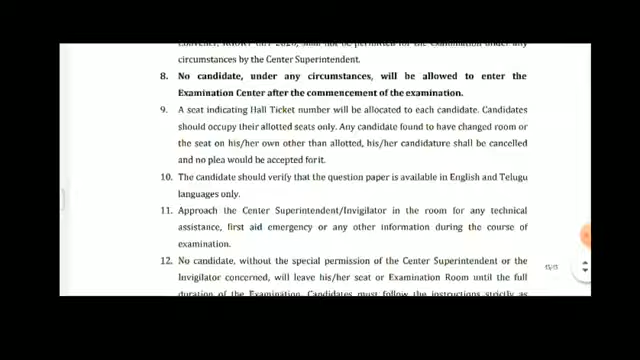 circumstances by the Center Superintendent.
8. No candidate, under any circumstances, will be allowed to enter the
Examination Center after the commencement of the examination.
9. A seat indicating Hall Ticket number will be allocated to each candidate. Candidates
should occupy their allotted seats only. Any candidate found to have changed room or
the seat on his/her own other than allotted, his/her candidature shall be cancelled
and no plea would be accepted for it.
10. The candidate should verify that the question paper is available in English and Telugu
languages only.
11. Approach the Center Superintendent/Invigilator in the room for any technical
assistance, first aid emergency or any other information during the course of
examination.
12. No candidate, without the special permission of the Center Superintendent or the
Invigilator concerned, will leave his/her seat or Examination Room until the full
duration of the Examination. Candidates must follow the instructions strictly as